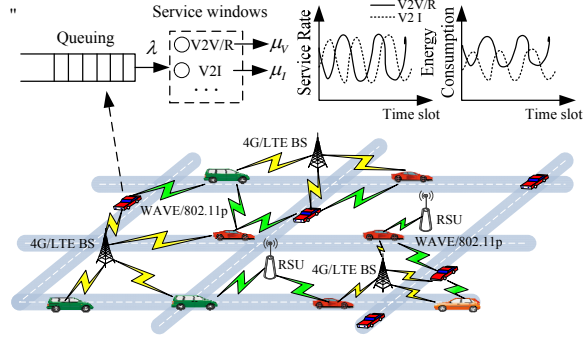 "
Queuing
λ
Service windows
V2V/R
μV
V2I
μI
. . .
V2V/R
V2 I
Service Rate
Time slot
Energy
Consumption
Time slot
4G/LTE BS
WAVE/802.11p
RSU
4G/LTE BS
WAVE/802.11p
RSU
4G/LTE BS